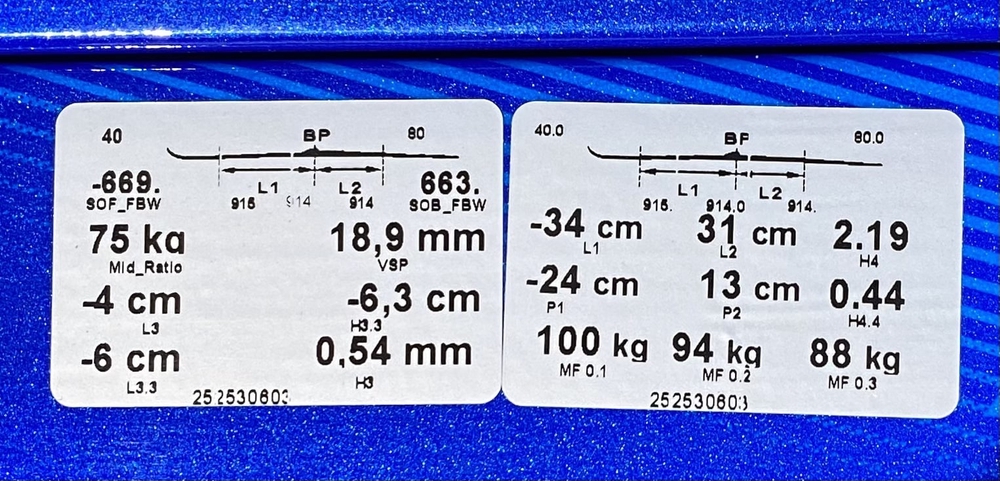 40 BP 80
L1 L2
-669. 915 914 914 663.
SOF_FBW SOB_FBW
75 kg 18,9 mm
Mid_Ratio VSP
-4 cm -6,3 cm
L3 H3.3
-6 cm 0,54 mm
L3.3 H3
252530603
40.0 BP 80.0
L1 L2
915. 914.0 914.
-34 cm 31 cm 2.19
L1 L2 H4
-24 cm 13 cm 0.44
P1 P2 H4.4
100 kg 94 kg 88 kg
MF 0.1 MF 0.2 MF 0.3
252530603